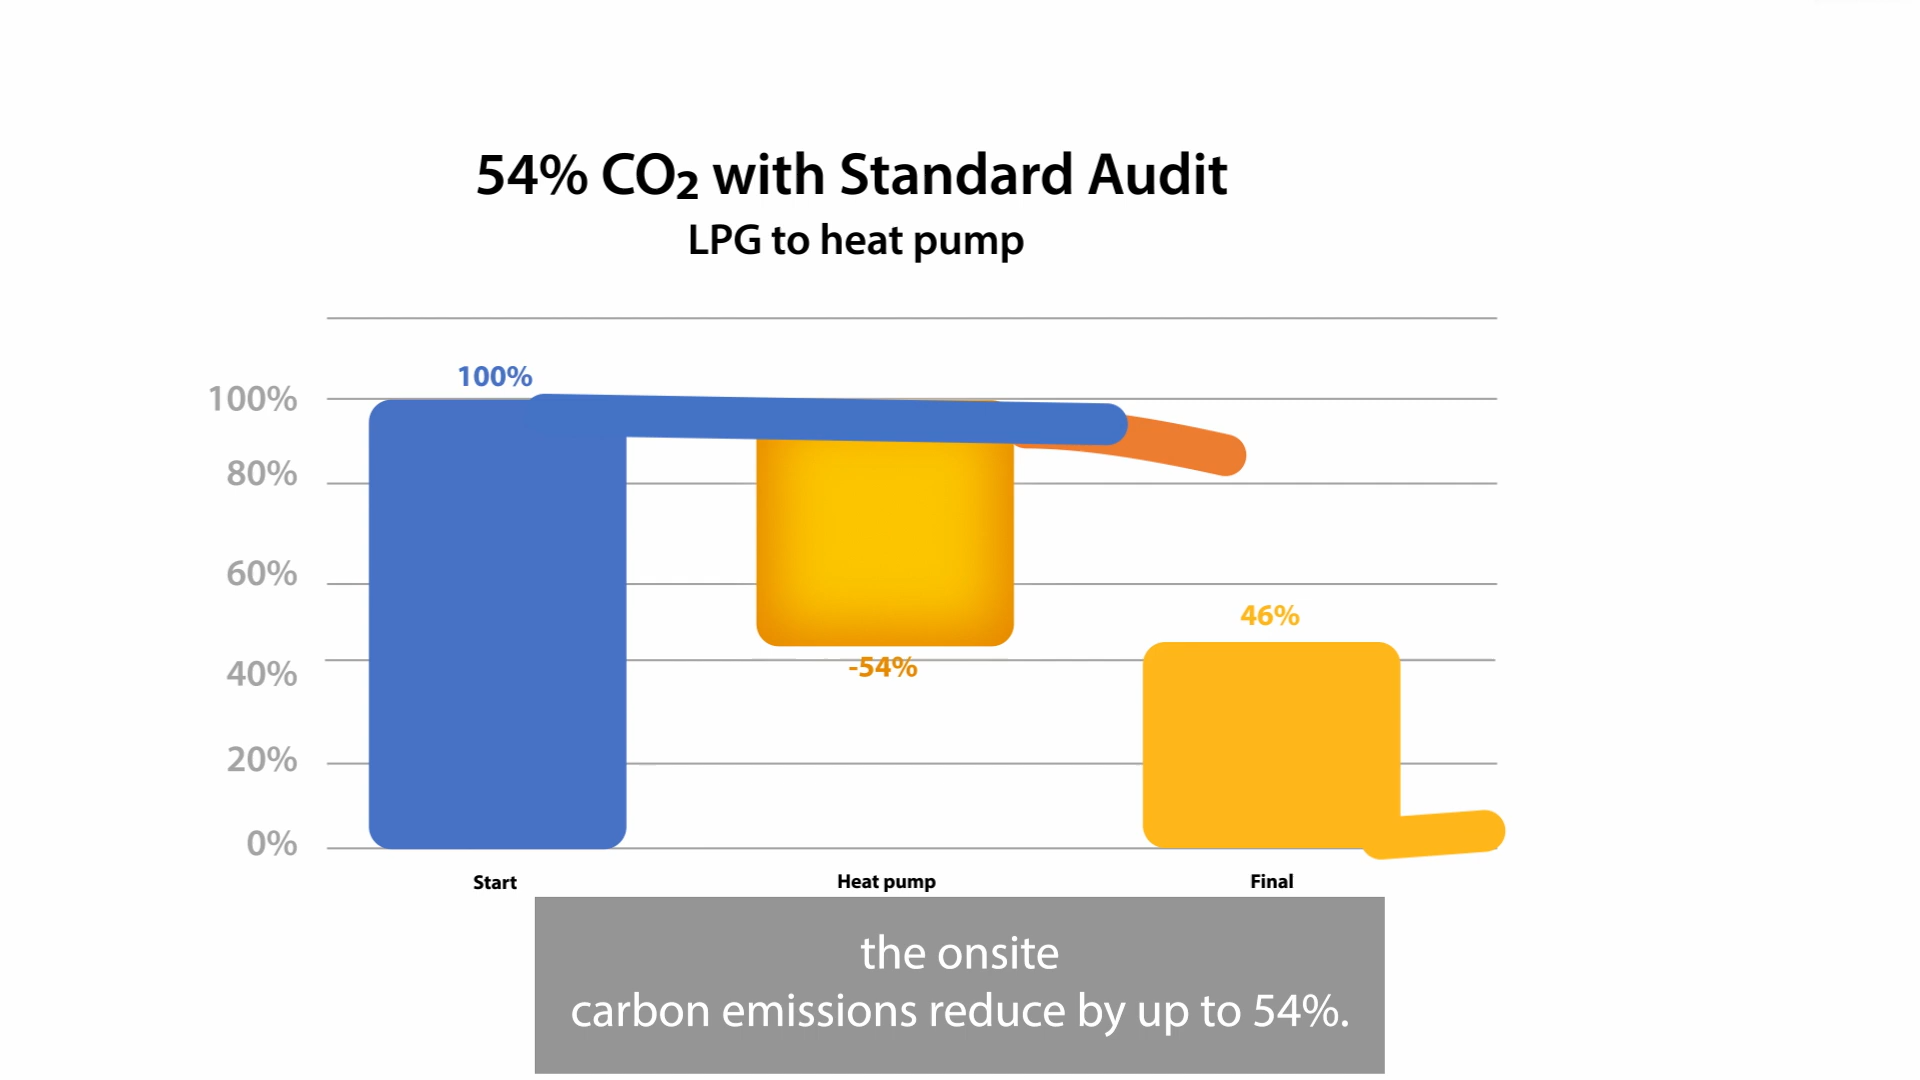 54% CO₂ with Standard Audit
LPG to heat pump
100%
100%
80%
60%
46%
40%
-54%
20%
0%
Start
Heat pump
Final
the onsite
carbon emissions reduce by up to 54%.